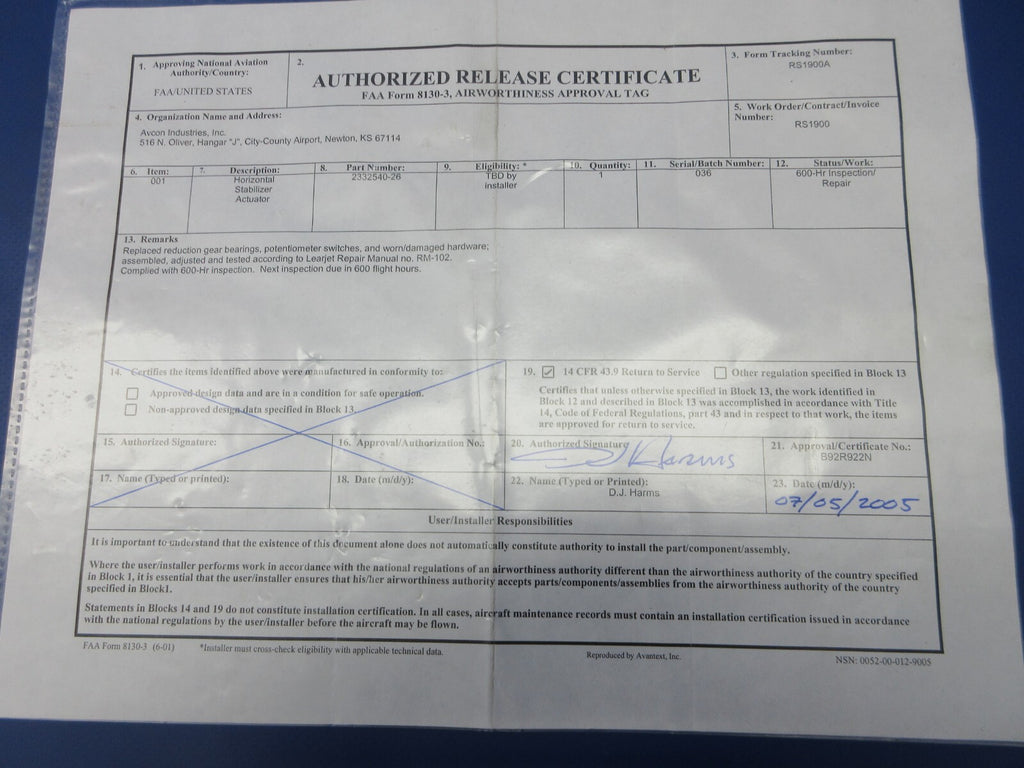 1. Approving National Aviation
Authority/Country:
FAA/UNITED STATES
2.
AUTHORIZED RELEASE CERTIFICATE
FAA Form 8130-3, AIRWORTHINESS APPROVAL TAG
3. Form Tracking Number:
RS1900A
4. Organization Name and Address:
Avcon Industries, Inc.
516 N. Oliver, Hangar "J", City-County Airport, Newton, KS 67114
5. Work Order/Contract/Invoice
Number:
RS1900
6. Item:
001
7. Description:
Horizontal
Stabilizer
Actuator
8. Part Number:
2332540-26
9. Eligibility: *
TBD by
installer
10. Quantity:
1
11. Serial/Batch Number:
036
12. Status/Work:
600-Hr Inspection/
Repair
13. Remarks
Replaced reduction gear bearings, potentiometer switches, and worn/damaged hardware;
assembled, adjusted and tested according to Learjet Repair Manual no. RM-102.
Complied with 600-Hr inspection. Next inspection due in 600 flight hours.
14. Certifies the items identified above were manufactured in conformity to:
Approved design data and are in a condition for safe operation.
Non-approved design data specified in Block 13.
19. 14 CFR 43.9 Return to Service Other regulation specified in Block 13
Certifies that unless otherwise specified in Block 13, the work identified in
Block 12 and described in Block 13 was accomplished in accordance with Title
14, Code of Federal Regulations, part 43 and in respect to that work, the items
are approved for return to service.
15. Authorized Signature:
16. Approval/Authorization No.:
20. Authorized Signature
DJ Harms
21. Approval/Certificate No.:
B92R922N
17. Name (Typed or printed):
18. Date (m/d/y):
22. Name (Typed or Printed):
D.J. Harms
23. Date (m/d/y):
07/05/2005
User/Installer Responsibilities
It is important to understand that the existence of this document alone does not automatically constitute authority to install the part/component/assembly.
Where the user/installer performs work in accordance with the national regulations of an airworthiness authority different than the airworthiness authority of the country specified
in Block 1, it is essential that the user/installer ensures that his/her airworthiness authority accepts parts/components/assemblies from the airworthiness authority of the country
specified in Block1.
Statements in Blocks 14 and 19 do not constitute installation certification. In all cases, aircraft maintenance records must contain an installation certification issued in accordance
with the national regulations by the user/installer before the aircraft may be flown.
FAA Form 8130-3 (6-01) *Installer must cross-check eligibility with applicable technical data. Reproduced by Avantext, Inc. NSN: 0052-00-012-9005